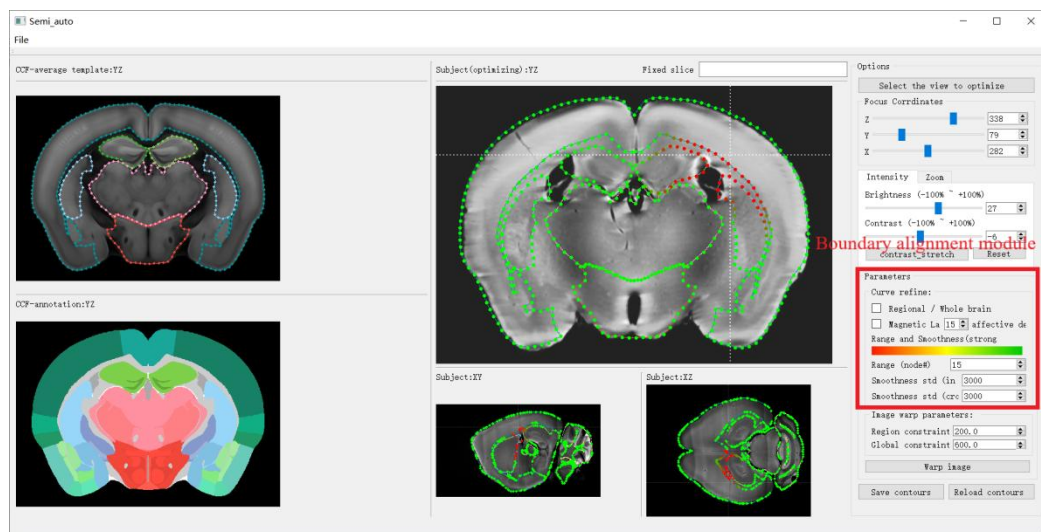 Semi_auto
File
CCF-average template:YZ
Subject(optimizing):YZ
Fixed slice
Options
Select the view to optimize
Focus Corrdinates
Z 338
Y 79
X 282
Intensity Zoom
Brightness (-100% ~ +100%)
27
Contrast (-100% ~ +100%)
-6
Boundary alignment module
Contrast_stretch Reset
Parameters
Curve refine:
Regional / Whole brain
Magnetic La 15 affective de
Range and Smoothness(strong
Range (node#) 15
Smoothness std (in 3000
Smoothness std (crc 3000
Image warp parameters:
Region constraint 200.0
Global constraint 600.0
Warp image
Save contours Reload contours
CCF-annotation:YZ
Subject:XY
Subject:XZ